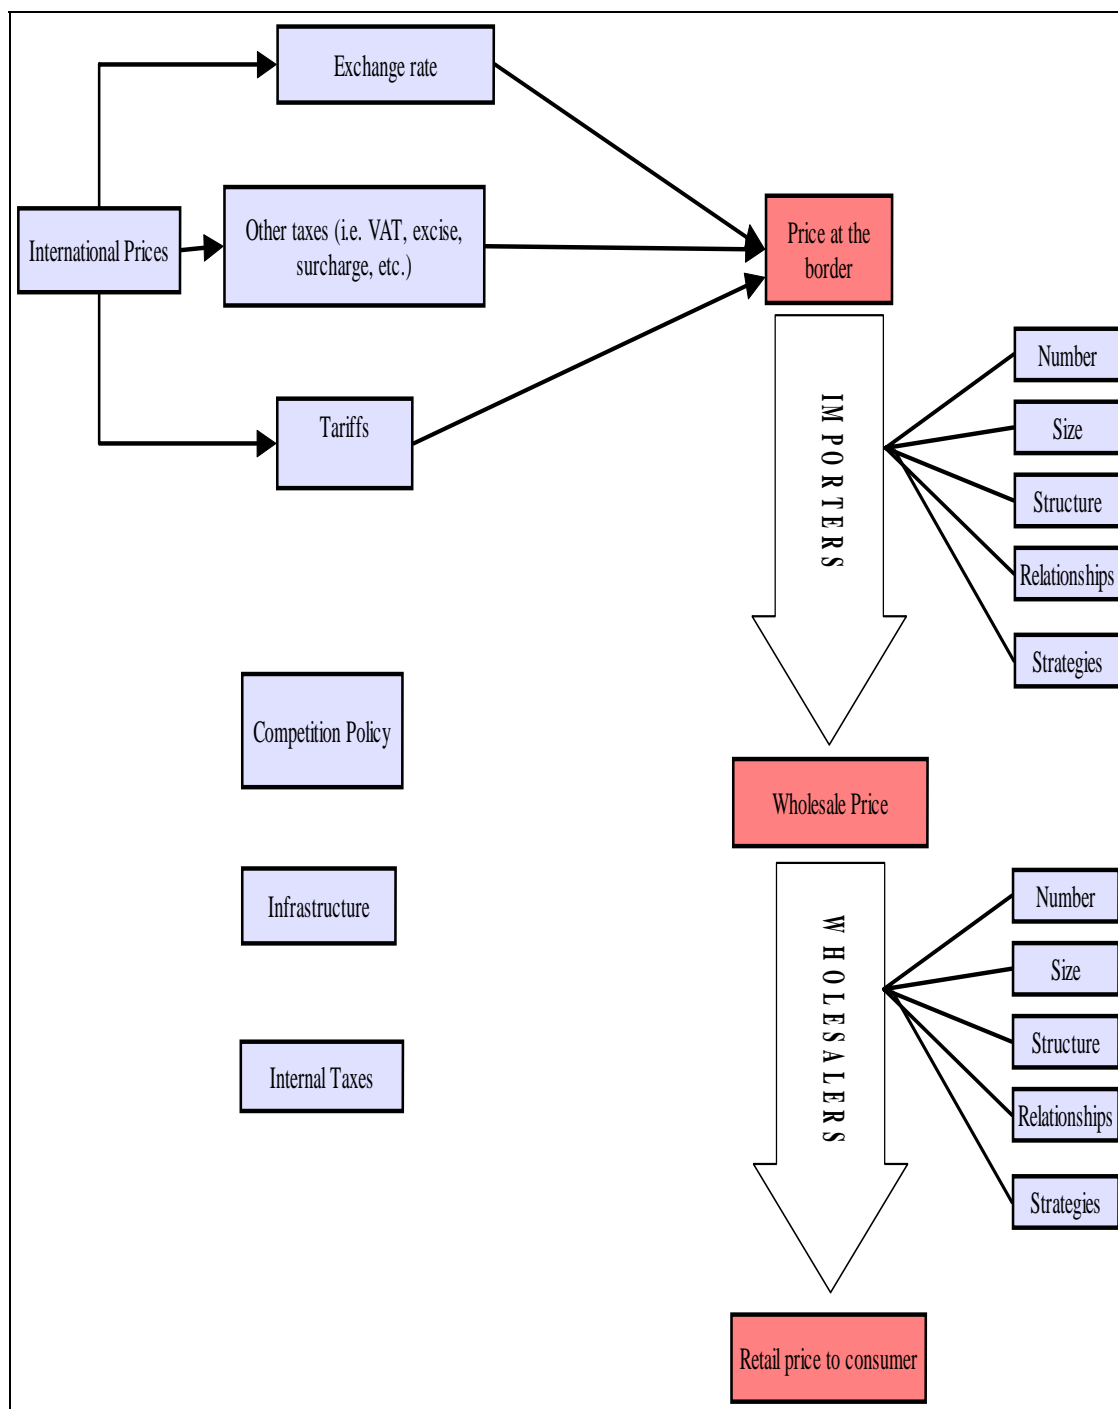 Exchange rate
International Prices
Other taxes (i.e. VAT, excise,
surcharge, etc.)
Tariffs
Price at the
border
IMPORTERS
Number
Size
Structure
Relationships
Strategies
Competition Policy
Infrastructure
Internal Taxes
Wholesale Price
WHOLESALERS
Number
Size
Structure
Relationships
Strategies
Retail price to consumer